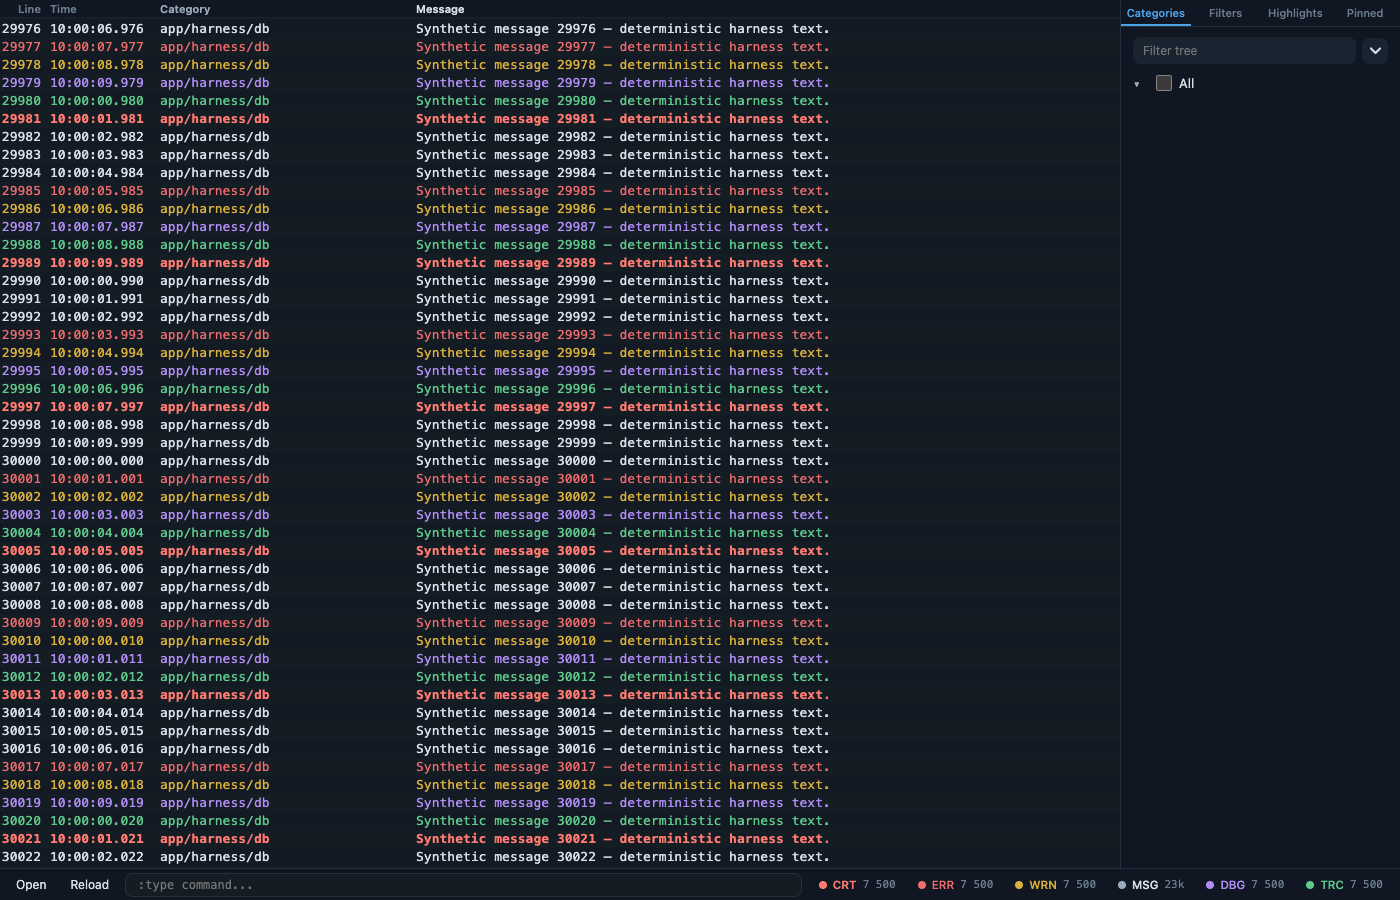 Line Time Category Message
29976 10:00:06.976 app/harness/db Synthetic message 29976 — deterministic harness text.
29977 10:00:07.977 app/harness/db Synthetic message 29977 — deterministic harness text.
29978 10:00:08.978 app/harness/db Synthetic message 29978 — deterministic harness text.
29979 10:00:09.979 app/harness/db Synthetic message 29979 — deterministic harness text.
29980 10:00:00.980 app/harness/db Synthetic message 29980 — deterministic harness text.
29981 10:00:01.981 app/harness/db Synthetic message 29981 — deterministic harness text.
29982 10:00:02.982 app/harness/db Synthetic message 29982 — deterministic harness text.
29983 10:00:03.983 app/harness/db Synthetic message 29983 — deterministic harness text.
29984 10:00:04.984 app/harness/db Synthetic message 29984 — deterministic harness text.
29985 10:00:05.985 app/harness/db Synthetic message 29985 — deterministic harness text.
29986 10:00:06.986 app/harness/db Synthetic message 29986 — deterministic harness text.
29987 10:00:07.987 app/harness/db Synthetic message 29987 — deterministic harness text.
29988 10:00:08.988 app/harness/db Synthetic message 29988 — deterministic harness text.
29989 10:00:09.989 app/harness/db Synthetic message 29989 — deterministic harness text.
29990 10:00:00.990 app/harness/db Synthetic message 29990 — deterministic harness text.
29991 10:00:01.991 app/harness/db Synthetic message 29991 — deterministic harness text.
29992 10:00:02.992 app/harness/db Synthetic message 29992 — deterministic harness text.
29993 10:00:03.993 app/harness/db Synthetic message 29993 — deterministic harness text.
29994 10:00:04.994 app/harness/db Synthetic message 29994 — deterministic harness text.
29995 10:00:05.995 app/harness/db Synthetic message 29995 — deterministic harness text.
29996 10:00:06.996 app/harness/db Synthetic message 29996 — deterministic harness text.
29997 10:00:07.997 app/harness/db Synthetic message 29997 — deterministic harness text.
29998 10:00:08.998 app/harness/db Synthetic message 29998 — deterministic harness text.
29999 10:00:09.999 app/harness/db Synthetic message 29999 — deterministic harness text.
30000 10:00:00.000 app/harness/db Synthetic message 30000 — deterministic harness text.
30001 10:00:01.001 app/harness/db Synthetic message 30001 — deterministic harness text.
30002 10:00:02.002 app/harness/db Synthetic message 30002 — deterministic harness text.
30003 10:00:03.003 app/harness/db Synthetic message 30003 — deterministic harness text.
30004 10:00:04.004 app/harness/db Synthetic message 30004 — deterministic harness text.
30005 10:00:05.005 app/harness/db Synthetic message 30005 — deterministic harness text.
30006 10:00:06.006 app/harness/db Synthetic message 30006 — deterministic harness text.
30007 10:00:07.007 app/harness/db Synthetic message 30007 — deterministic harness text.
30008 10:00:08.008 app/harness/db Synthetic message 30008 — deterministic harness text.
30009 10:00:09.009 app/harness/db Synthetic message 30009 — deterministic harness text.
30010 10:00:00.010 app/harness/db Synthetic message 30010 — deterministic harness text.
30011 10:00:01.011 app/harness/db Synthetic message 30011 — deterministic harness text.
30012 10:00:02.012 app/harness/db Synthetic message 30012 — deterministic harness text.
30013 10:00:03.013 app/harness/db Synthetic message 30013 — deterministic harness text.
30014 10:00:04.014 app/harness/db Synthetic message 30014 — deterministic harness text.
30015 10:00:05.015 app/harness/db Synthetic message 30015 — deterministic harness text.
30016 10:00:06.016 app/harness/db Synthetic message 30016 — deterministic harness text.
30017 10:00:07.017 app/harness/db Synthetic message 30017 — deterministic harness text.
30018 10:00:08.018 app/harness/db Synthetic message 30018 — deterministic harness text.
30019 10:00:09.019 app/harness/db Synthetic message 30019 — deterministic harness text.
30020 10:00:00.020 app/harness/db Synthetic message 30020 — deterministic harness text.
30021 10:00:01.021 app/harness/db Synthetic message 30021 — deterministic harness text.
30022 10:00:02.022 app/harness/db Synthetic message 30022 — deterministic harness text.
Categories Filters Highlights Pinned
Filter tree
All
Open Reload :type command... CRT 7 500 ERR 7 500 WRN 7 500 MSG 23k DBG 7 500 TRC 7 500